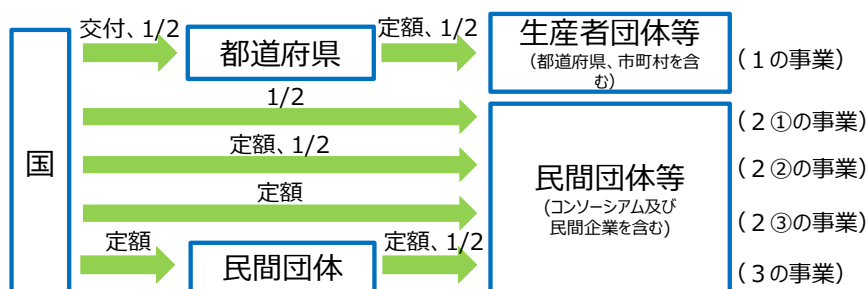 国
交付、1/2
都道府県
定額、1/2
生産者団体等
(都道府県、市町村を含
む)
(1の事業)
1/2
(2①の事業)
定額、1/2
(2②の事業)
定額
(2③の事業)
民間団体等
(コンソーシアム及び
民間企業を含む)
定額
民間団体
定額、1/2
(3の事業)